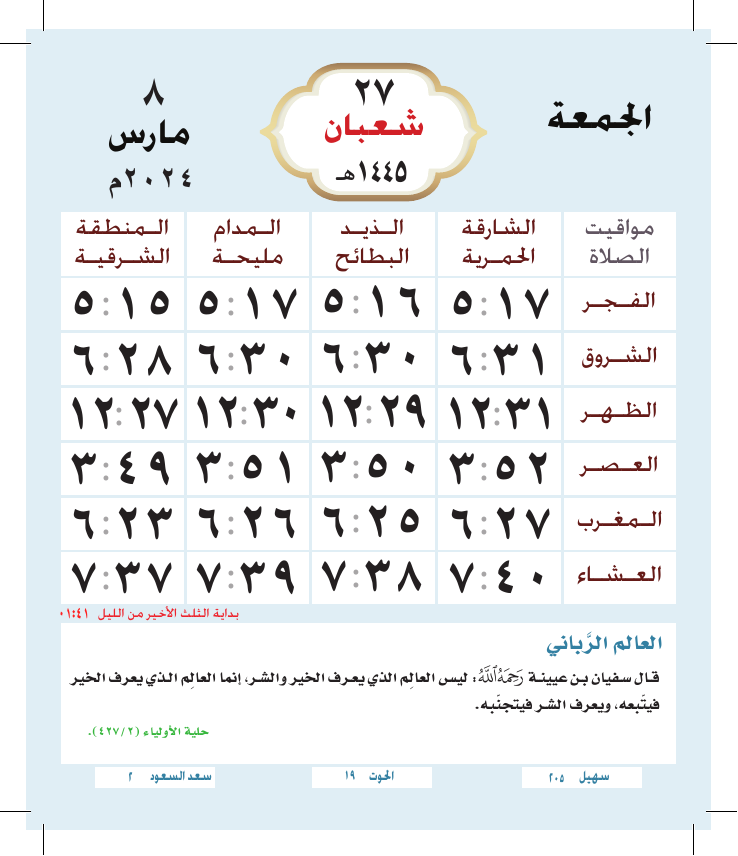 الجمعة
٢٧
شعبان
١٤٤٥هـ
٨
مارس
٢٠٢٤م
مواقيت الصلاة الشارقة الحمرية الذيد البطائح المدام مليحة المنطقة الشرقية
الفجر ٥:١٧ ٥:١٦ ٥:١٧ ٥:١٥
الشروق ٦:٣١ ٦:٣٠ ٦:٣٠ ٦:٢٨
الظهر ١٢:٣١ ١٢:٢٩ ١٢:٣٠ ١٢:٢٧
العصر ٣:٥٢ ٣:٥٠ ٣:٥١ ٣:٤٩
المغرب ٦:٢٧ ٦:٢٥ ٦:٢٦ ٦:٢٣
العشاء ٧:٤٠ ٧:٣٨ ٧:٣٩ ٧:٣٧
بداية الثلث الأخير من الليل ٠١:٤١
العالم الرَّباني
قال سفيان بن عيينة رَحِمَهُ ٱللَّهُ: ليس العالِم الذي يعرف الخير والشر، إنما العالِم الذي يعرف الخير
فيتّبعه، ويعرف الشر فيتجنّبه.
حلية الأولياء (٤٢٧/٢).
سهيل ٢٠٥
الحوت ١٩
سعد السعود ٢